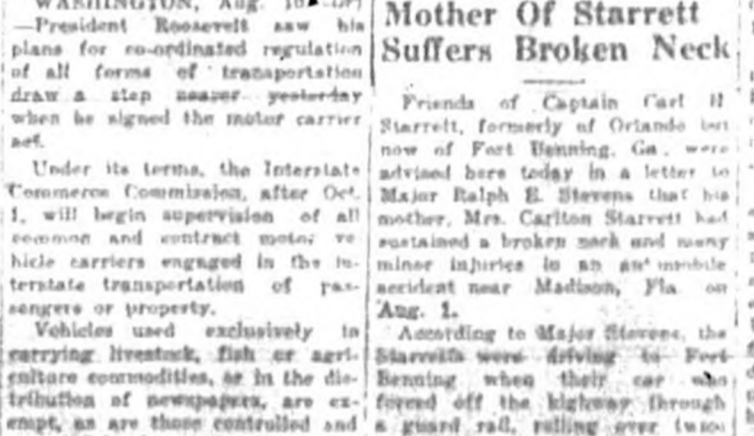 WASHINGTON, Aug. 10
—President Roosevelt saw his
plans for co-ordinated regulation
of all forms of transportation
draw a step nearer yesterday
when he signed the motor carrier
act.
Under its terms, the Interstate
Commerce Commission, after Oct.
1, will begin supervision of all
common and contract motor ve-
hicle carriers engaged in the in-
terstate transportation of pas-
sengers or property.
Vehicles used exclusively in
carrying livestock, fish or agri-
culture commodities, or in the dis-
tribution of newspapers, are ex-
empt, as are those controlled and
Mother Of Starrett
Suffers Broken Neck
Friends of Captain Carl H
Starrett, formerly of Orlando but
now of Fort Benning, Ga., were
advised here today in a letter to
Major Ralph E. Stevens that his
mother, Mrs. Carlton Starrett had
sustained a broken neck and many
minor injuries in an automobile
accident near Madison, Fla. on
Aug. 1.
According to Major Stevens, the
Starretts were driving to Fort
Benning when their car was
forced off the highway through
a guard rail, rolling over twice